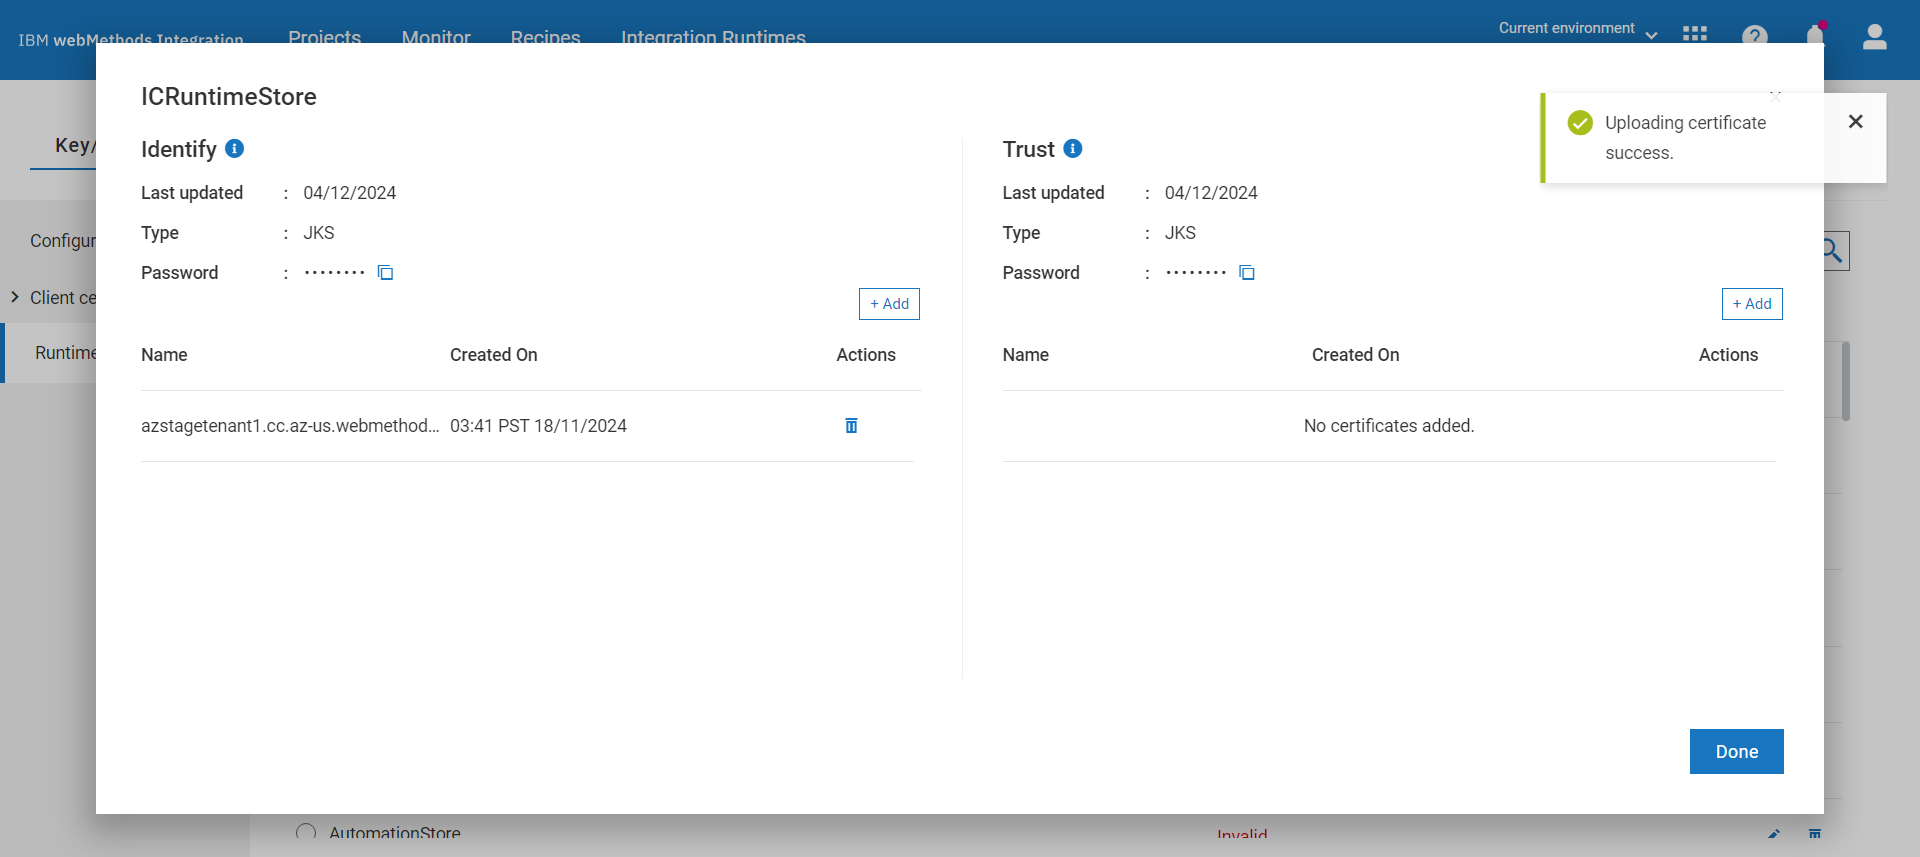 IBM webMethods Integration
Projects
Monitor
Recipes
Integration Runtimes
Current environment
ICRuntimeStore
Uploading certificate
success.
Key/
Identify
Last updated : 04/12/2024
Type : JKS
Password : ••••••••
+ Add
Name Created On Actions
azstagetenant1.cc.az-us.webmethod... 03:41 PST 18/11/2024
Trust
Last updated : 04/12/2024
Type : JKS
Password : ••••••••
+ Add
Name Created On Actions
No certificates added.
Configur
Client ce
Runtime
Done
AutomationStore
Invalid